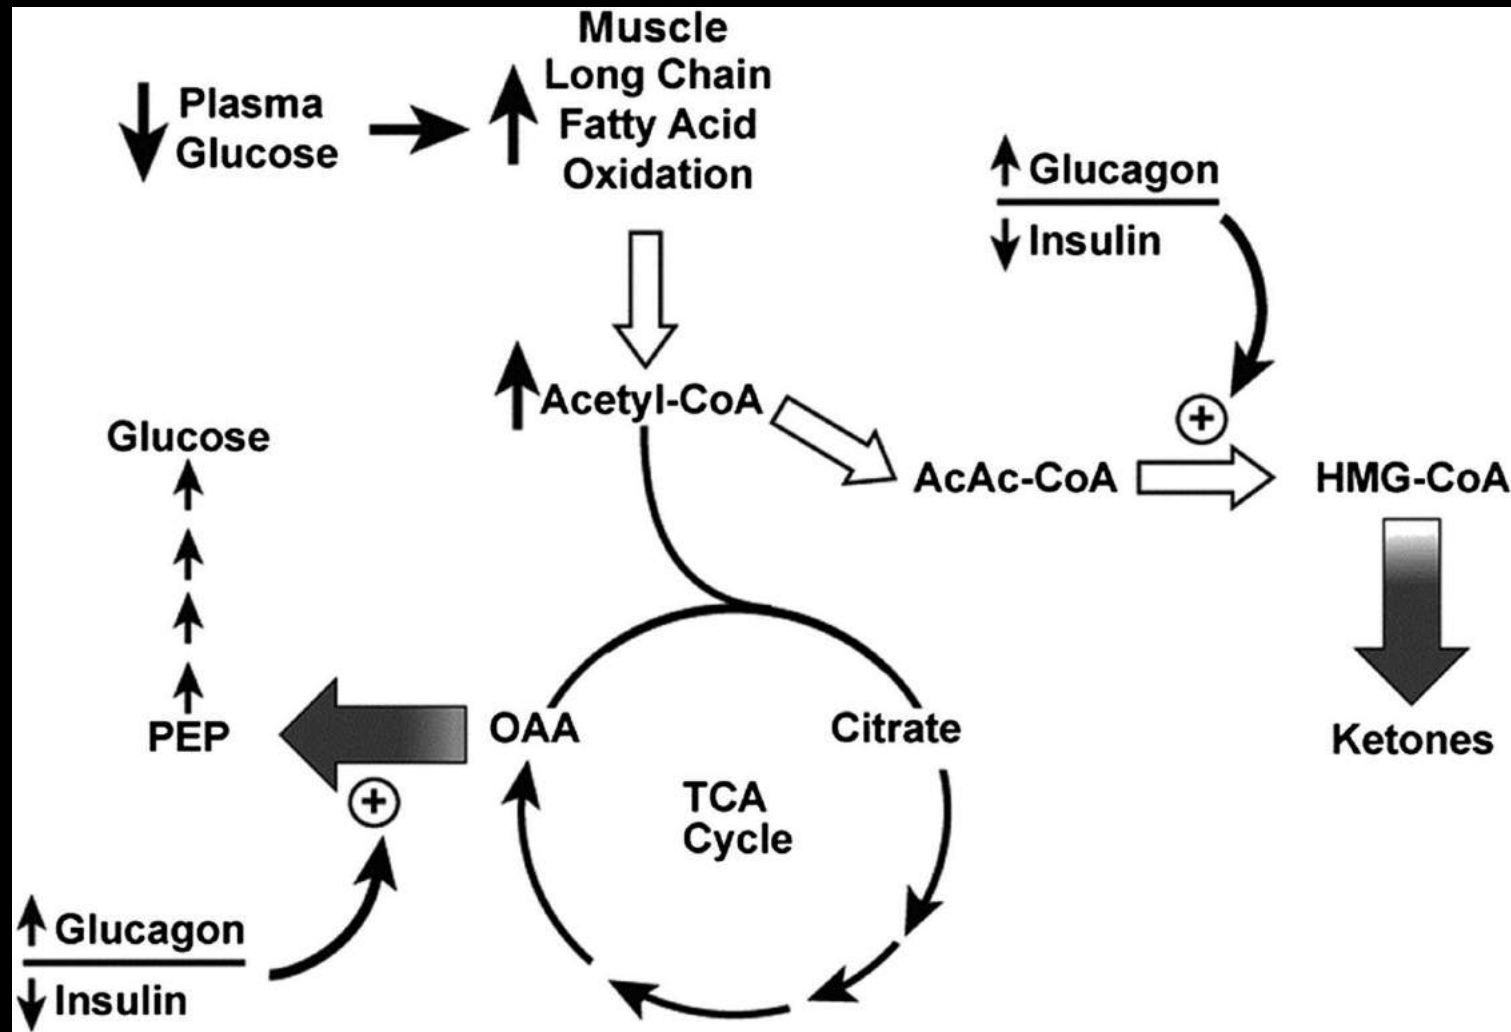 Muscle
Long Chain
Fatty Acid
Oxidation
Plasma
Glucose
Glucagon
Insulin
Acetyl-CoA
Glucose
AcAc-CoA
+
HMG-CoA
PEP
OAA
Citrate
Ketones
TCA
Cycle
+
Glucagon
Insulin